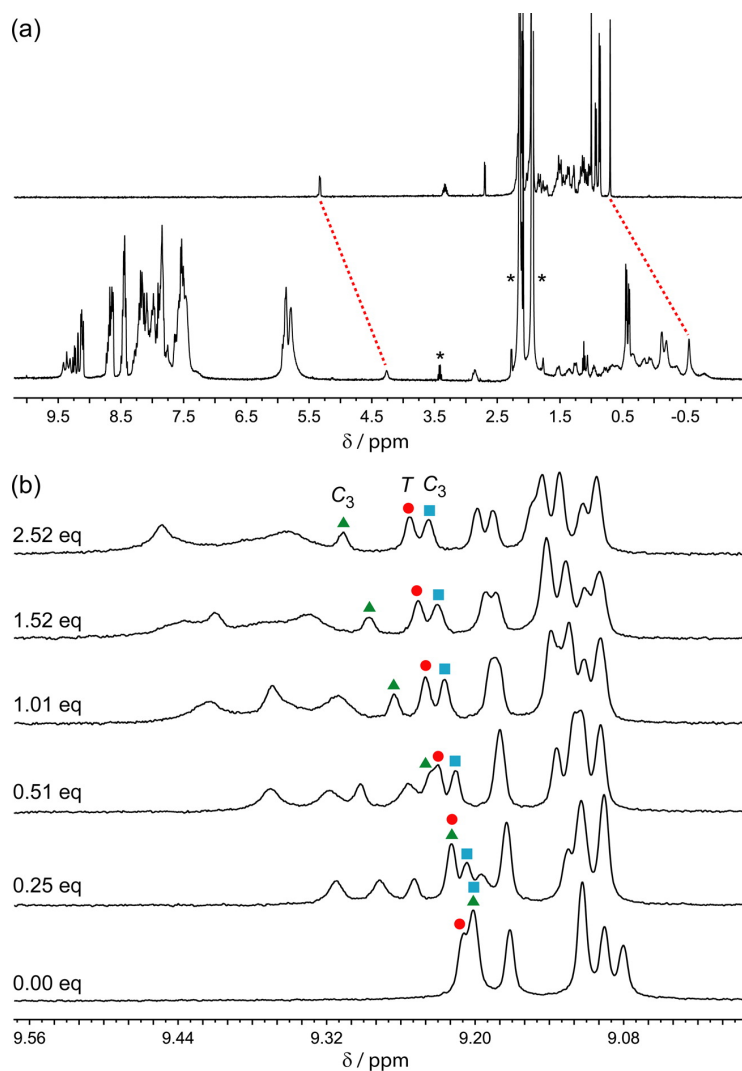 (a)
* *
*
9.5 8.5 7.5 6.5 5.5 4.5 3.5 2.5 1.5 0.5 -0.5
δ / ppm
(b)
C3 T C3
2.52 eq
1.52 eq
1.01 eq
0.51 eq
0.25 eq
0.00 eq
9.56 9.44 9.32 9.20 9.08
δ / ppm